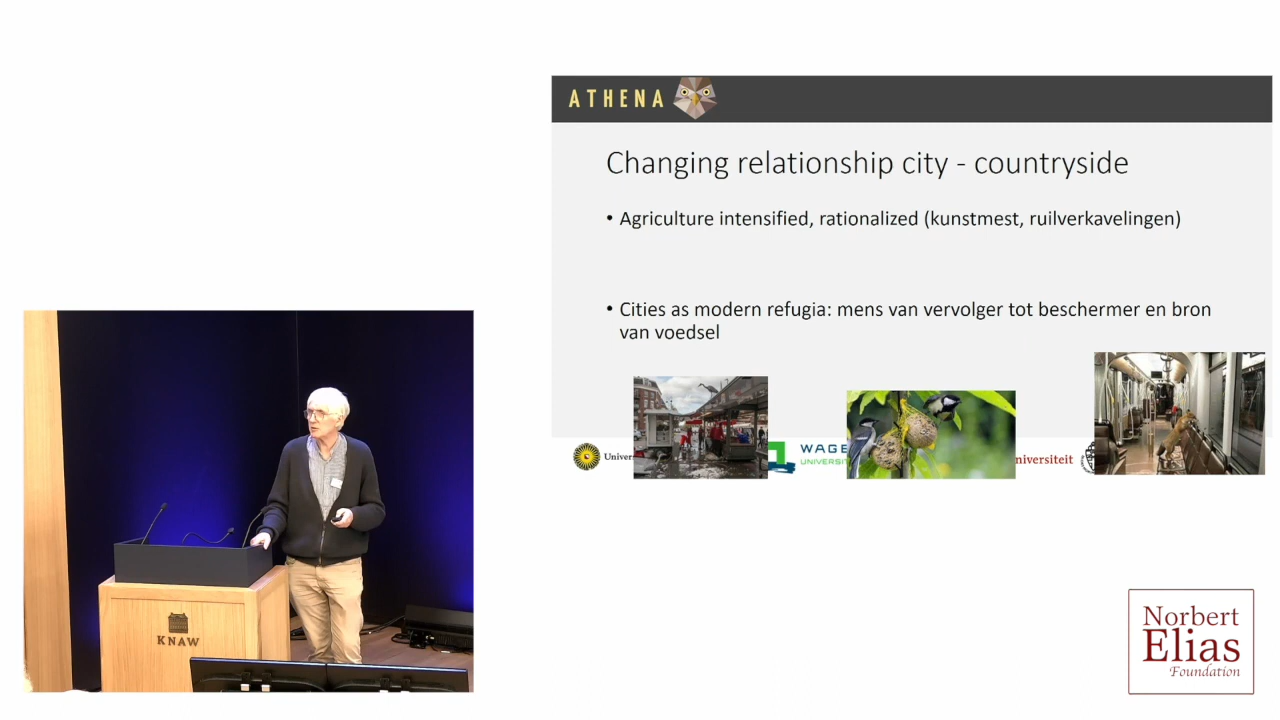 ATHENA
Changing relationship city - countryside
• Agriculture intensified, rationalized (kunstmest, ruilverkavelingen)
• Cities as modern refugia: mens van vervolger tot beschermer en bron
van voedsel
Univer
WAGE
UNIVERSIT
niversiteit
KNAW
Norbert
Elias
Foundation